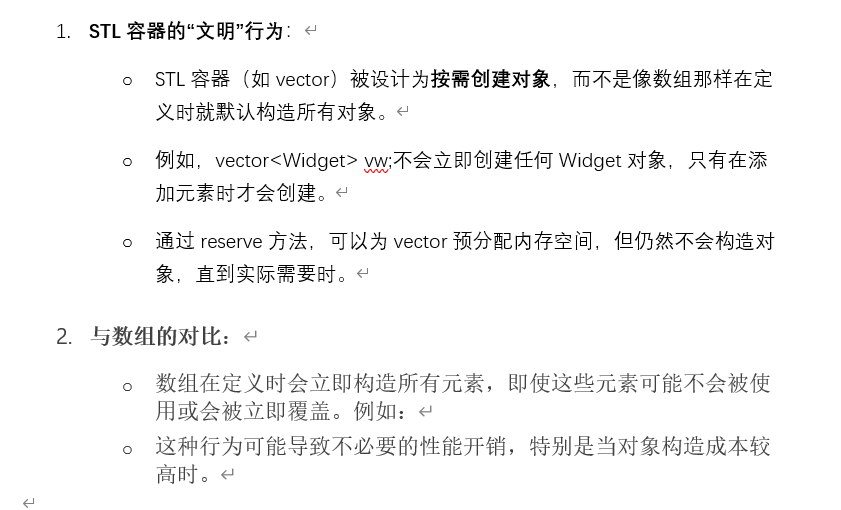 1. STL 容器的“文明”行为：
○ STL 容器（如 vector）被设计为按需创建对象，而不是像数组那样在定
义时就默认构造所有对象。
○ 例如，vector<Widget> vw;不会立即创建任何 Widget 对象，只有在添
加元素时才会创建。
○ 通过 reserve 方法，可以为 vector 预分配内存空间，但仍然不会构造对
象，直到实际需要时。
2. 与数组的对比：
○ 数组在定义时会立即构造所有元素，即使这些元素可能不会被使
用或会被立即覆盖。例如：
○ 这种行为可能导致不必要的性能开销，特别是当对象构造成本较
高时。